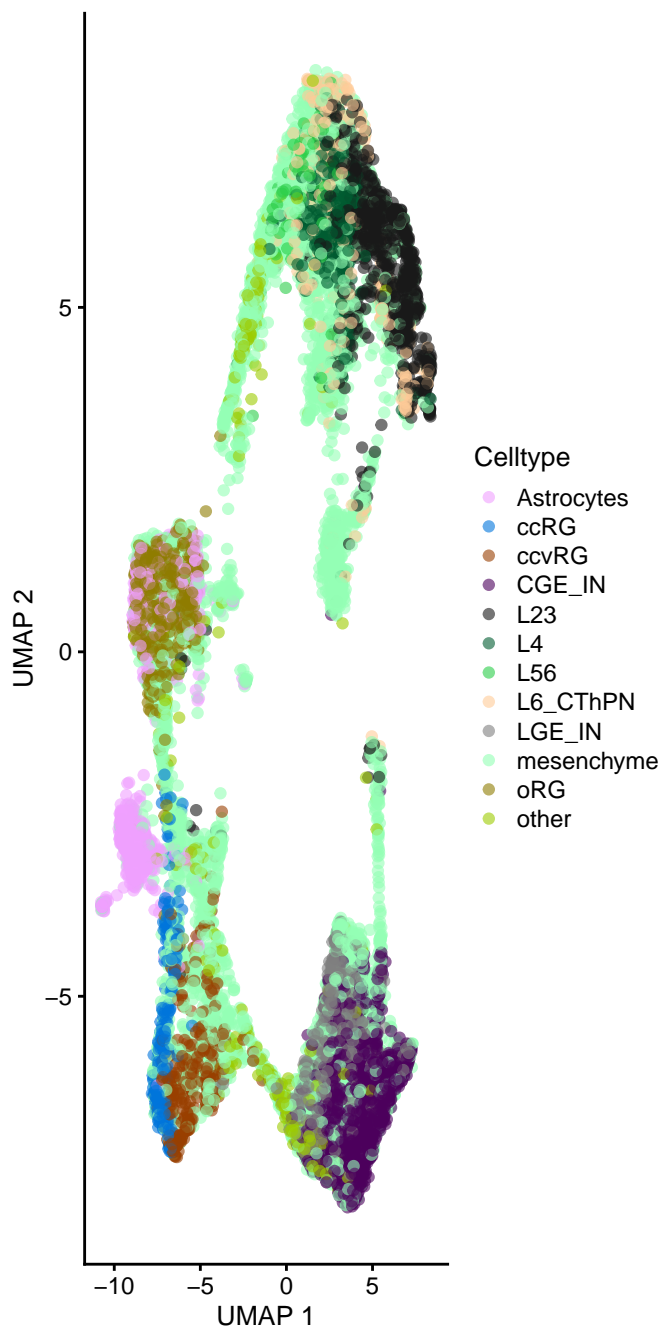 5
0
−5
UMAP 2
−10
−5
0
5
UMAP 1
Celltype
Astrocytes
ccRG
ccvRG
CGE_IN
L23
L4
L56
L6_CThPN
LGE_IN
mesenchyme
oRG
other